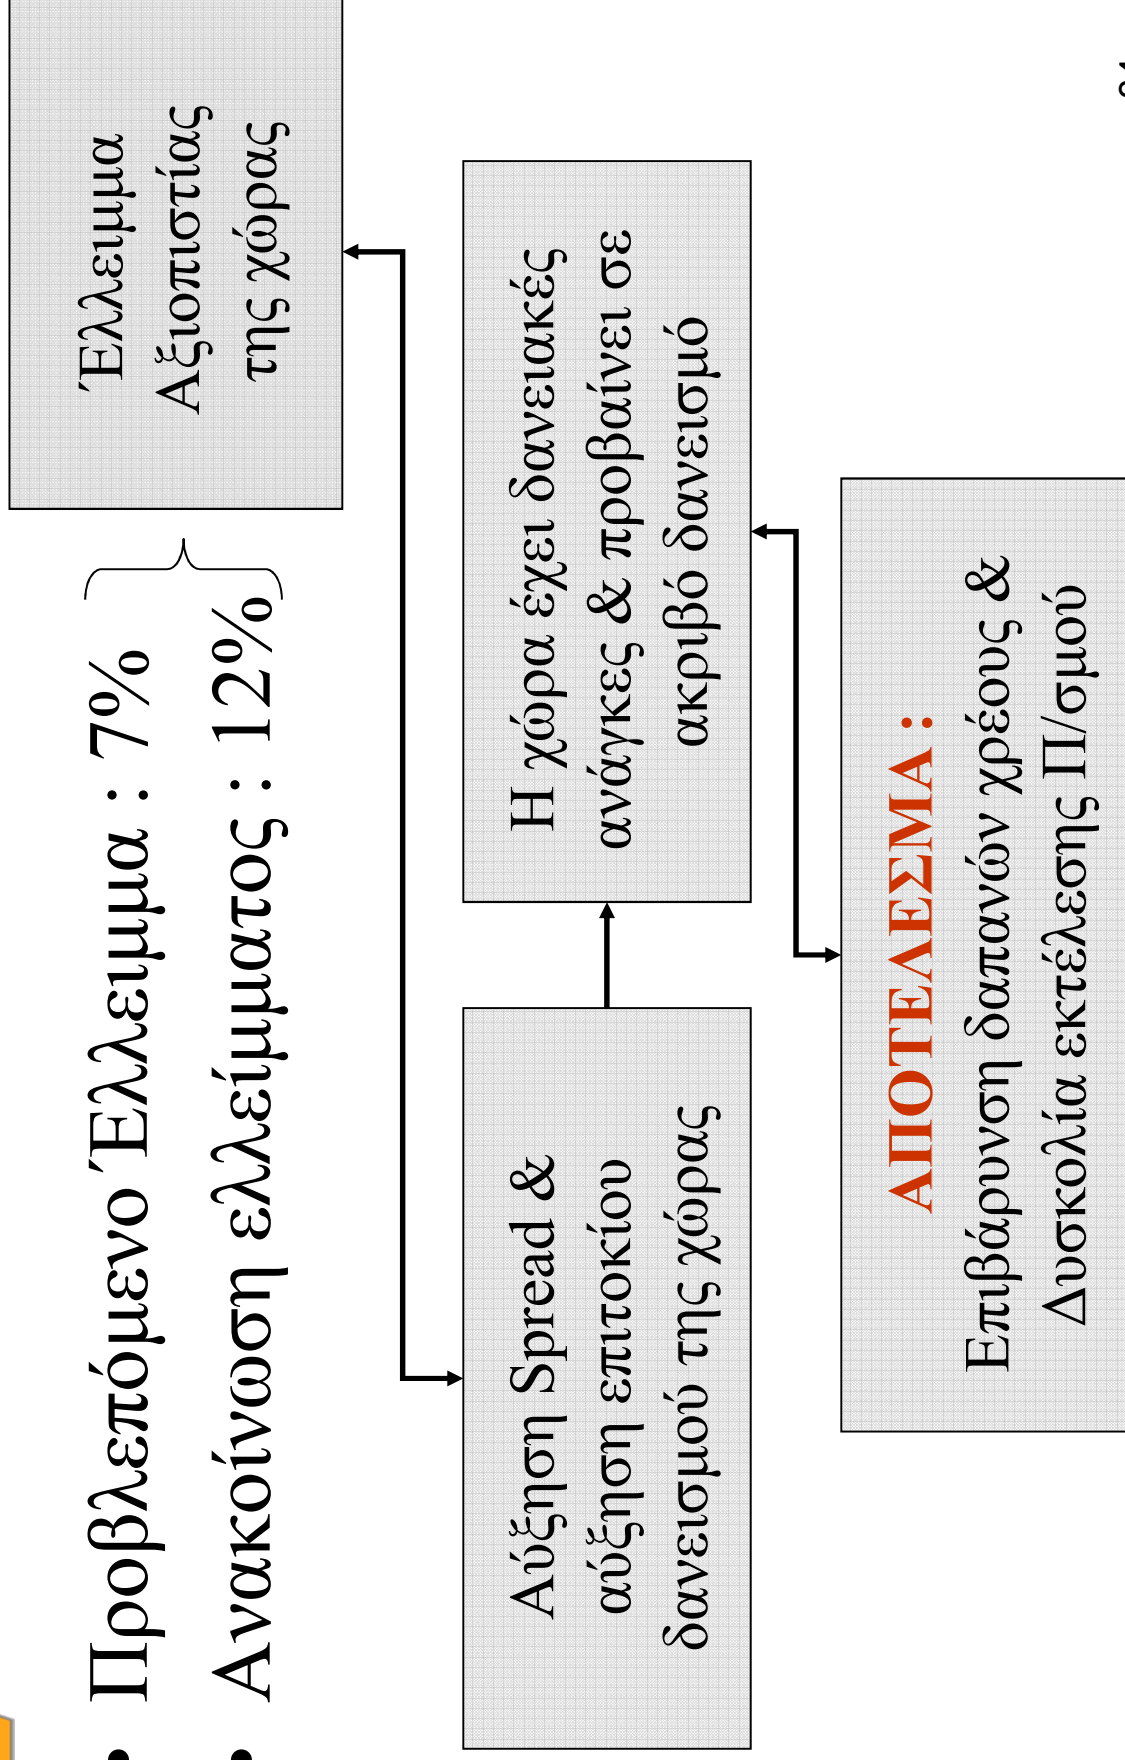 • Προβλεπόμενο Έλλειμμα : 7%
• Ανακοίνωση ελλείμματος : 12%
Έλλειμμα
Αξιοπιστίας
της χώρας
Αύξηση Spread &
αύξηση επιτοκίου
δανεισμού της χώρας
Η χώρα έχει δανειακές
ανάγκες & προβαίνει σε
ακριβό δανεισμό
ΑΠΟΤΕΛΕΣΜΑ :
Επιβάρυνση δαπανών χρέους &
Δυσκολία εκτέλεσης Π/σμού